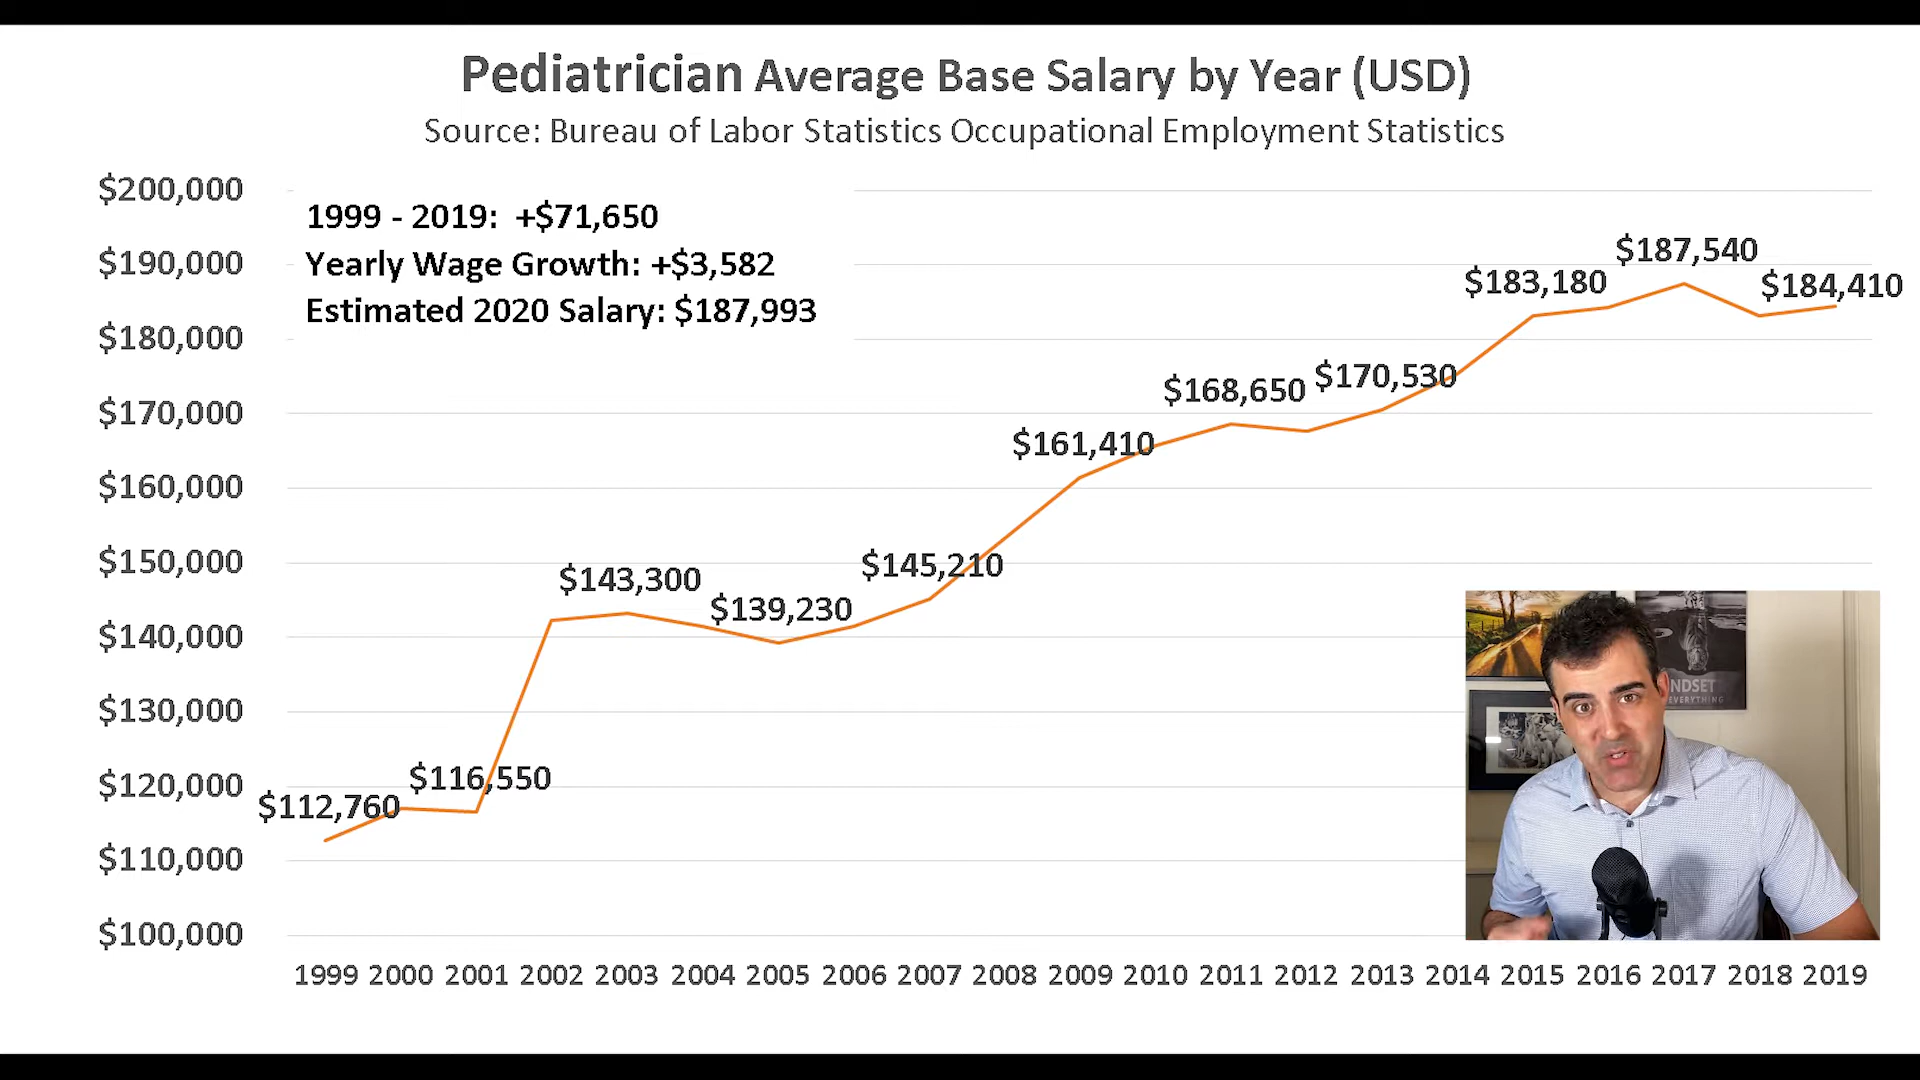 Pediatrician Average Base Salary by Year (USD)
Source: Bureau of Labor Statistics Occupational Employment Statistics
1999 - 2019: +$71,650
Yearly Wage Growth: +$3,582
Estimated 2020 Salary: $187,993
$200,000
$190,000
$180,000
$170,000
$160,000
$150,000
$140,000
$130,000
$120,000
$110,000
$100,000
$112,760
$116,550
$143,300
$139,230
$145,210
$161,410
$168,650
$170,530
$183,180
$187,540
$184,410
NDSET
EVERYTHING
1999 2000 2001 2002 2003 2004 2005 2006 2007 2008 2009 2010 2011 2012 2013 2014 2015 2016 2017 2018 2019